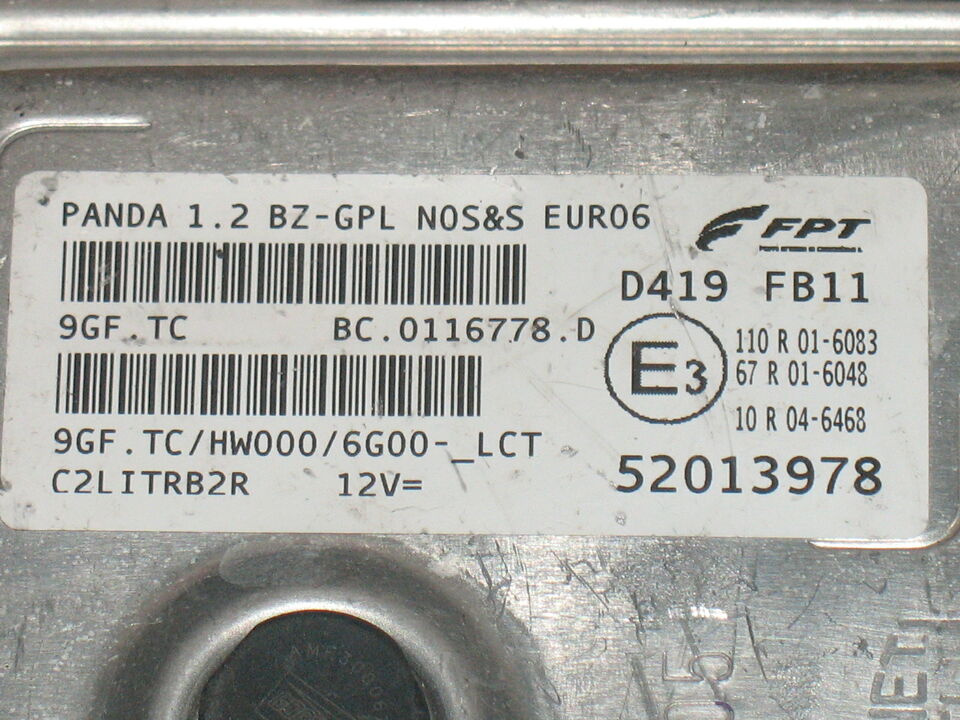 PANDA 1.2 BZ-GPL NOS&S EURO6
FPT
D419 FB11
9GF.TC BC.0116778.D
E3
110 R 01-6083
67 R 01-6048
10 R 04-6468
9GF.TC/HW000/6G00-_LCT
C2LITRB2R 12V=
52013978